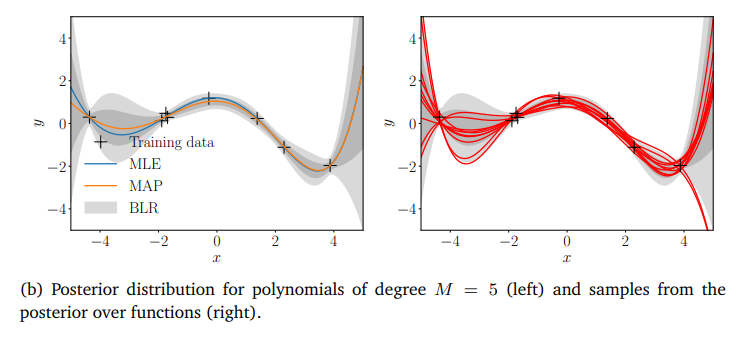 4
2
0
−2
−4
y
Training data
MLE
MAP
BLR
−4 −2 0 2 4
x
4
2
0
−2
−4
y
−4 −2 0 2 4
x
(b) Posterior distribution for polynomials of degree M = 5 (left) and samples from the
posterior over functions (right).